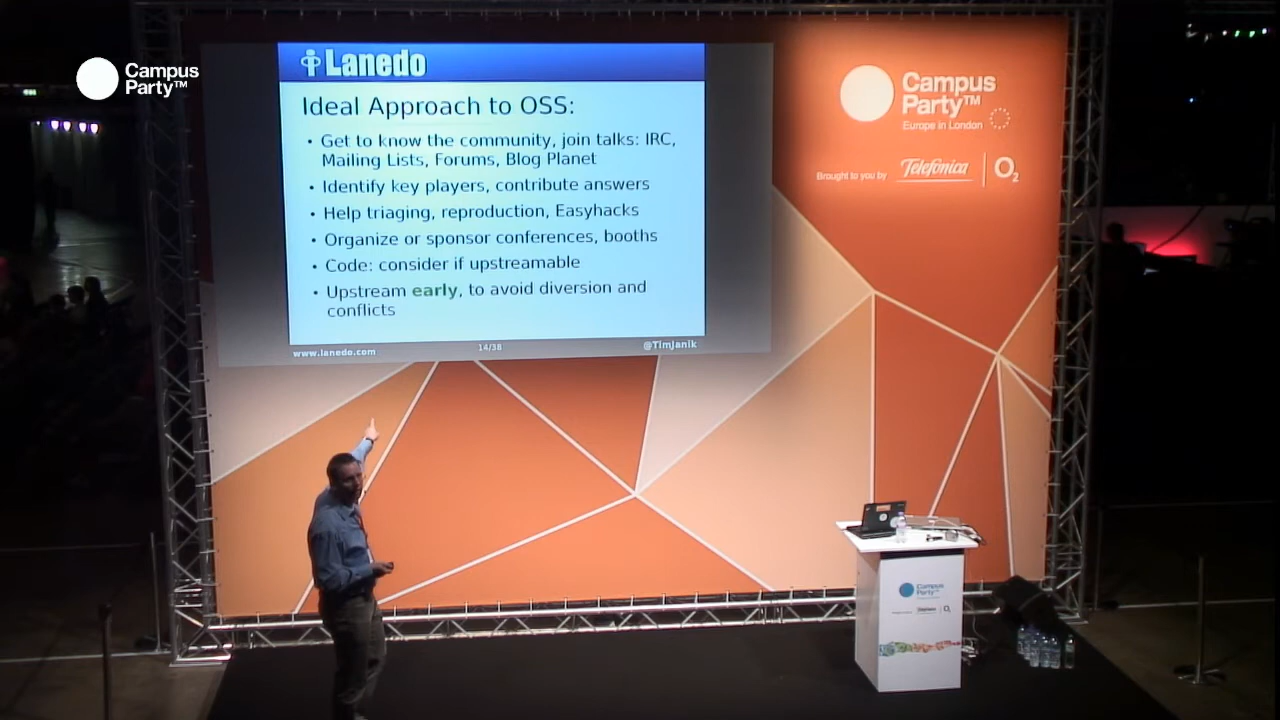 Campus
Party™
Lanedo
Ideal Approach to OSS:
• Get to know the community, join talks: IRC,
Mailing Lists, Forums, Blog Planet
• Identify key players, contribute answers
• Help triaging, reproduction, Easyhacks
• Organize or sponsor conferences, booths
• Code: consider if upstreamable
• Upstream early, to avoid diversion and
conflicts
www.lanedo.com
14/38
@TimJanik
Campus
Party™
Europe in London
Brought to you by Telefónica O2
Campus
Party™